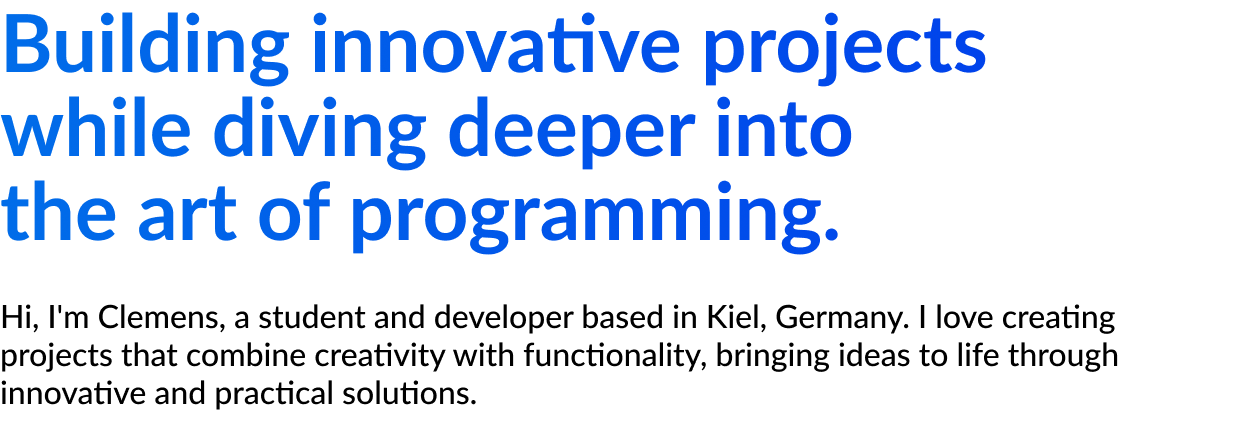 Building innovative projects
while diving deeper into
the art of programming.
Hi, I'm Clemens, a student and developer based in Kiel, Germany. I love creating
projects that combine creativity with functionality, bringing ideas to life through
innovative and practical solutions.